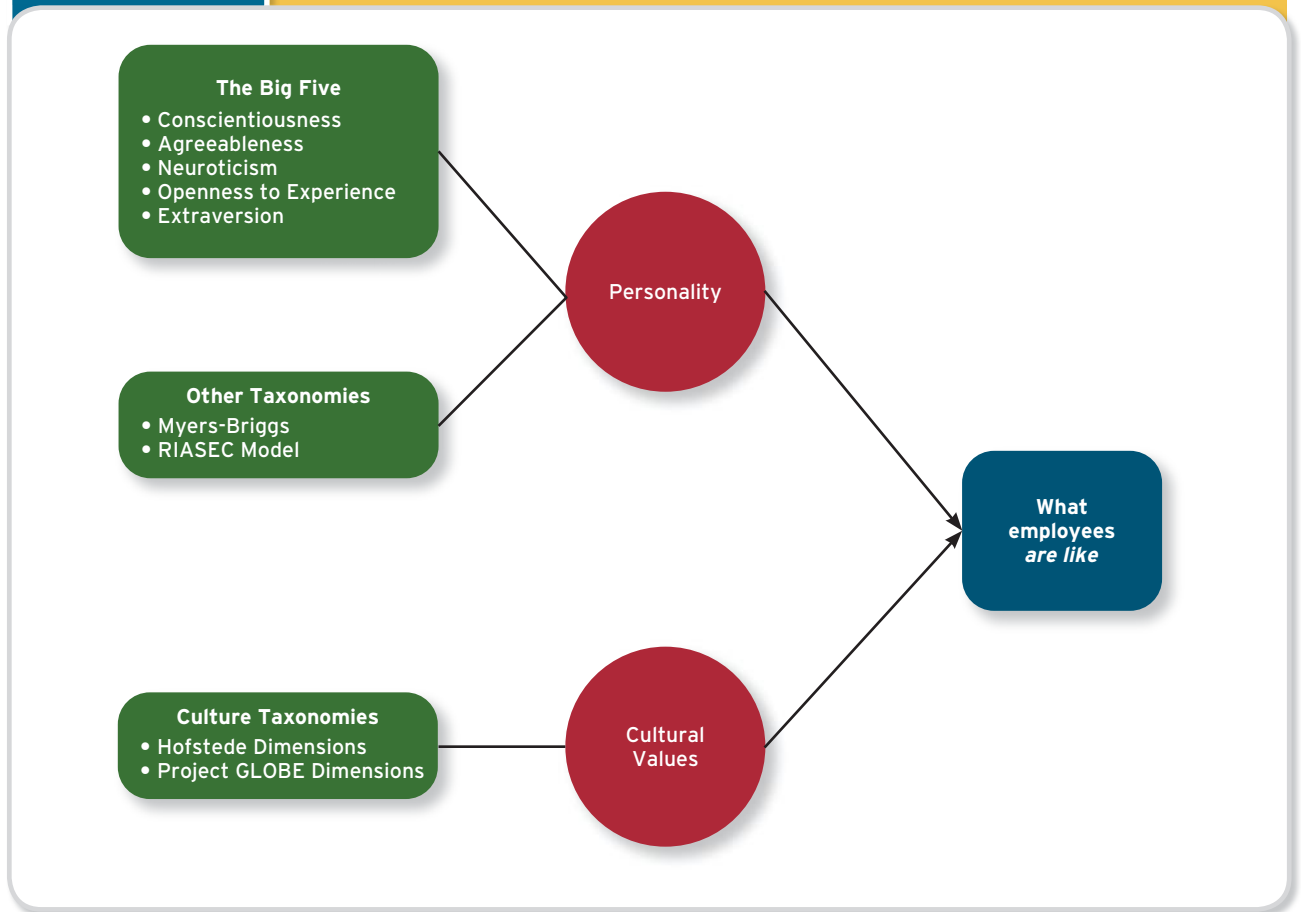 The Big Five
• Conscientiousness
• Agreeableness
• Neuroticism
• Openness to Experience
• Extraversion
Personality
Other Taxonomies
• Myers-Briggs
• RIASEC Model
What
employees
are like
Culture Taxonomies
• Hofstede Dimensions
• Project GLOBE Dimensions
Cultural
Values